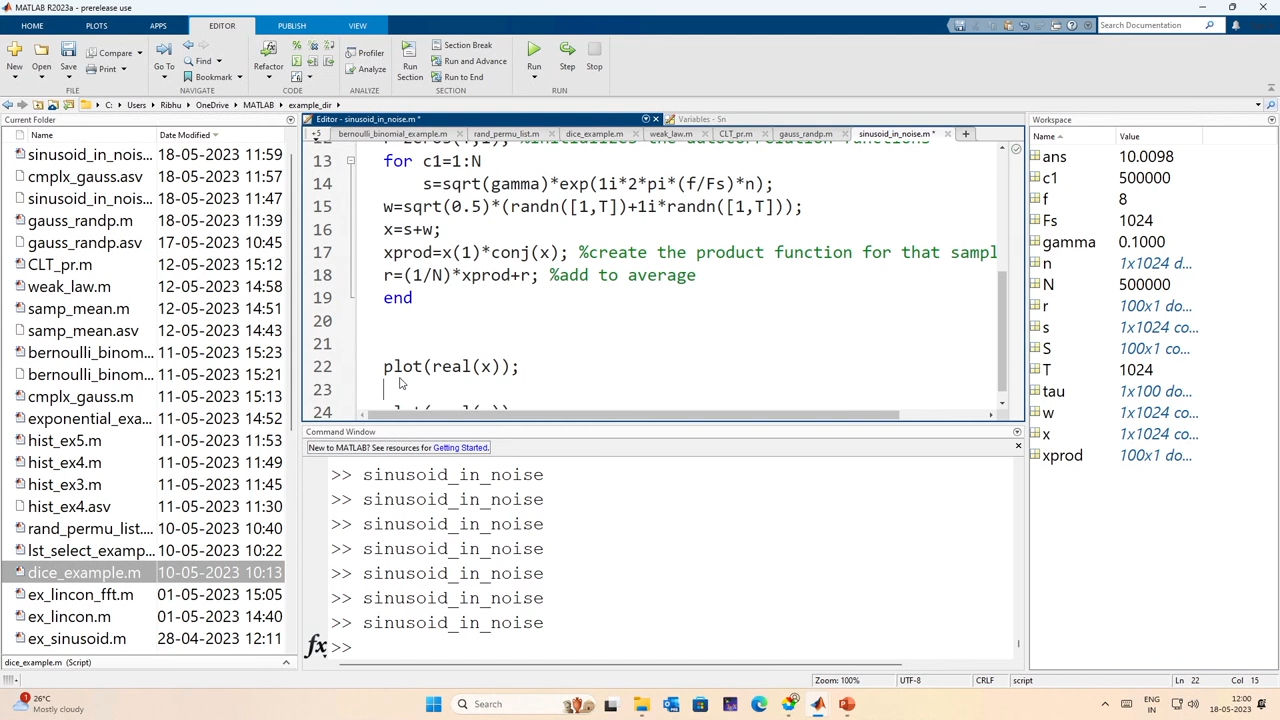 MATLAB R2023a - prerelease use
HOME PLOTS APPS EDITOR PUBLISH VIEW
Search Documentation
New Open Save Compare Print Go To Find Bookmark Refactor Profiler Analyze Run Section Section Break Run and Advance Run to End Run Step Stop
FILE NAVIGATE CODE ANALYZE SECTION RUN
C: Users Ribhu OneDrive MATLAB example_dir
Current Folder
Name Date Modified
sinusoid_in_nois... 18-05-2023 11:59
cmplx_gauss.asv 18-05-2023 11:57
sinusoid_in_nois... 18-05-2023 11:47
gauss_randp.m 18-05-2023 11:39
gauss_randp.asv 17-05-2023 10:45
CLT_pr.m 12-05-2023 15:12
weak_law.m 12-05-2023 14:58
samp_mean.m 12-05-2023 14:51
samp_mean.asv 12-05-2023 14:43
bernoulli_binom... 11-05-2023 15:23
bernoulli_binom... 11-05-2023 15:21
cmplx_gauss.m 11-05-2023 15:13
exponential_exa... 11-05-2023 14:52
hist_ex5.m 11-05-2023 11:53
hist_ex4.m 11-05-2023 11:49
hist_ex3.m 11-05-2023 11:45
hist_ex4.asv 11-05-2023 11:30
rand_permu_list.... 10-05-2023 10:40
lst_select_examp... 10-05-2023 10:22
dice_example.m 10-05-2023 10:13
ex_lincon_fft.m 01-05-2023 15:05
ex_lincon.m 01-05-2023 14:40
ex_sinusoid.m 28-04-2023 12:11
dice_example.m (Script)
Editor - sinusoid_in_noise.m * Variables - Sn
+5 bernoulli_binomial_example.m rand_permu_list.m dice_example.m weak_law.m CLT_pr.m gauss_randp.m sinusoid_in_noise.m * +
13 for c1=1:N
14 s=sqrt(gamma)*exp(1i*2*pi*(f/Fs)*n);
15 w=sqrt(0.5)*(randn([1,T])+1i*randn([1,T]));
16 x=s+w;
17 xprod=x(1)*conj(x); %create the product function for that sampl
18 r=(1/N)*xprod+r; %add to average
19 end
20
21
22 plot(real(x));
23
24
Command Window
New to MATLAB? See resources for Getting Started.
>> sinusoid_in_noise
>> sinusoid_in_noise
>> sinusoid_in_noise
>> sinusoid_in_noise
>> sinusoid_in_noise
>> sinusoid_in_noise
>> sinusoid_in_noise
fx >>
Workspace
Name Value
ans 10.0098
c1 500000
f 8
Fs 1024
gamma 0.1000
n 1x1024 d...
N 500000
r 100x1 do...
s 1x1024 co...
S 100x1 co...
T 1024
tau 1x100 do...
w 1x1024 co...
x 1x1024 co...
xprod 100x1 do...
Zoom: 100% UTF-8 CRLF script Ln 22 Col 15
26°C
Mostly cloudy
Search
ENG
IN
12:00
18-05-2023